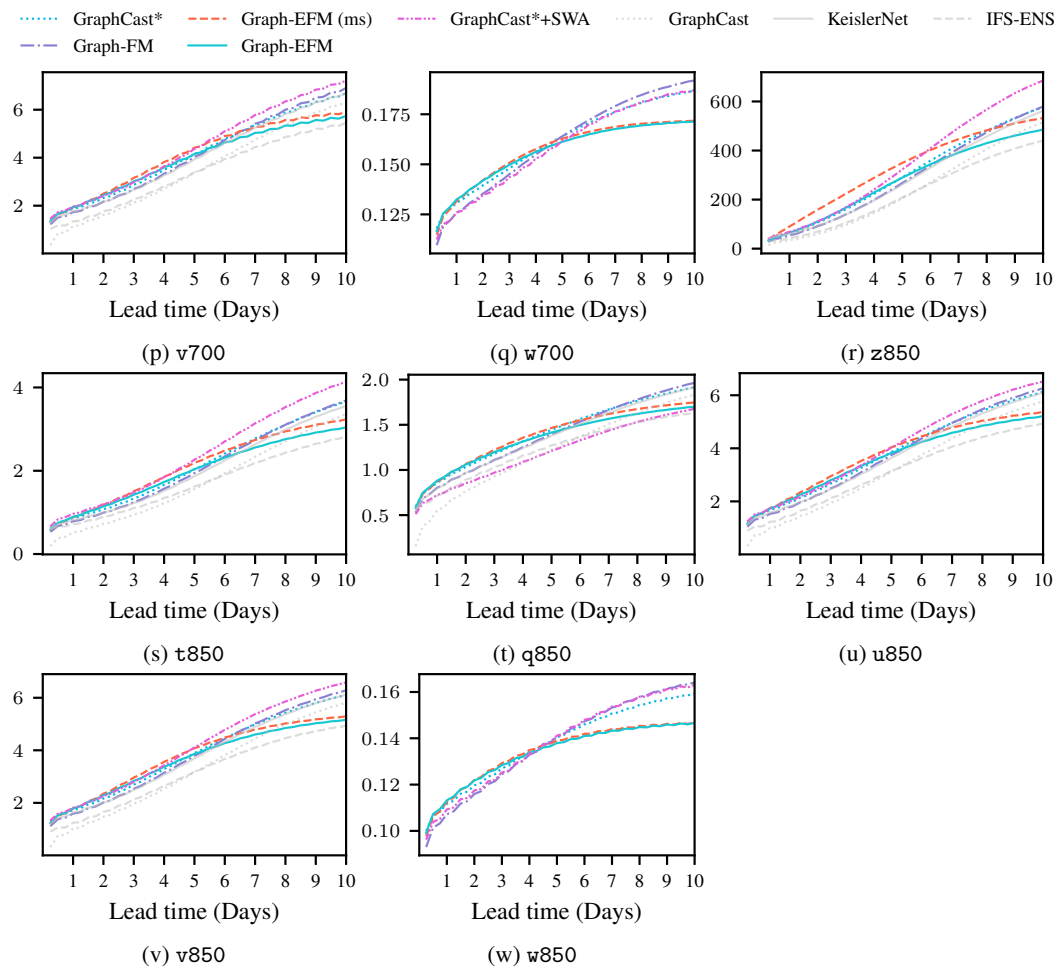 GraphCast* Graph-EFM (ms) GraphCast*+SWA GraphCast KeislerNet IFS-ENS
Graph-FM Graph-EFM
6
4
2
1 2 3 4 5 6 7 8 9 10
Lead time (Days)
(p) v700
0.175
0.150
0.125
1 2 3 4 5 6 7 8 9 10
Lead time (Days)
(q) w700
600
400
200
0
1 2 3 4 5 6 7 8 9 10
Lead time (Days)
(r) z850
4
2
0
1 2 3 4 5 6 7 8 9 10
Lead time (Days)
(s) t850
2.0
1.5
1.0
0.5
1 2 3 4 5 6 7 8 9 10
Lead time (Days)
(t) q850
6
4
2
1 2 3 4 5 6 7 8 9 10
Lead time (Days)
(u) u850
6
4
2
1 2 3 4 5 6 7 8 9 10
Lead time (Days)
(v) v850
0.16
0.14
0.12
0.10
1 2 3 4 5 6 7 8 9 10
Lead time (Days)
(w) w850